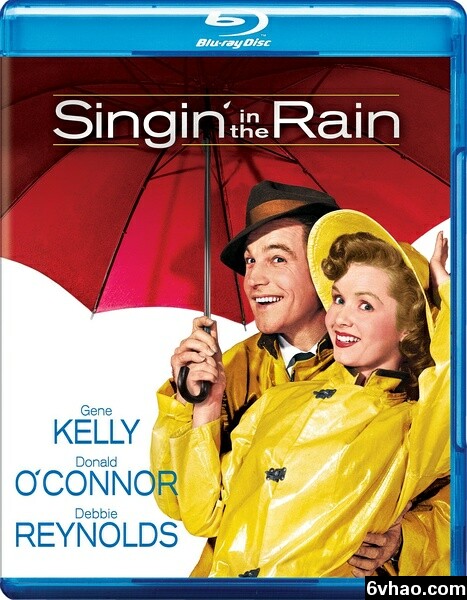 Blu-ray Disc
Singin' in the Rain
Gene
KELLY
Donald
O'CONNOR
Debbie
REYNOLDS
6vhao.com